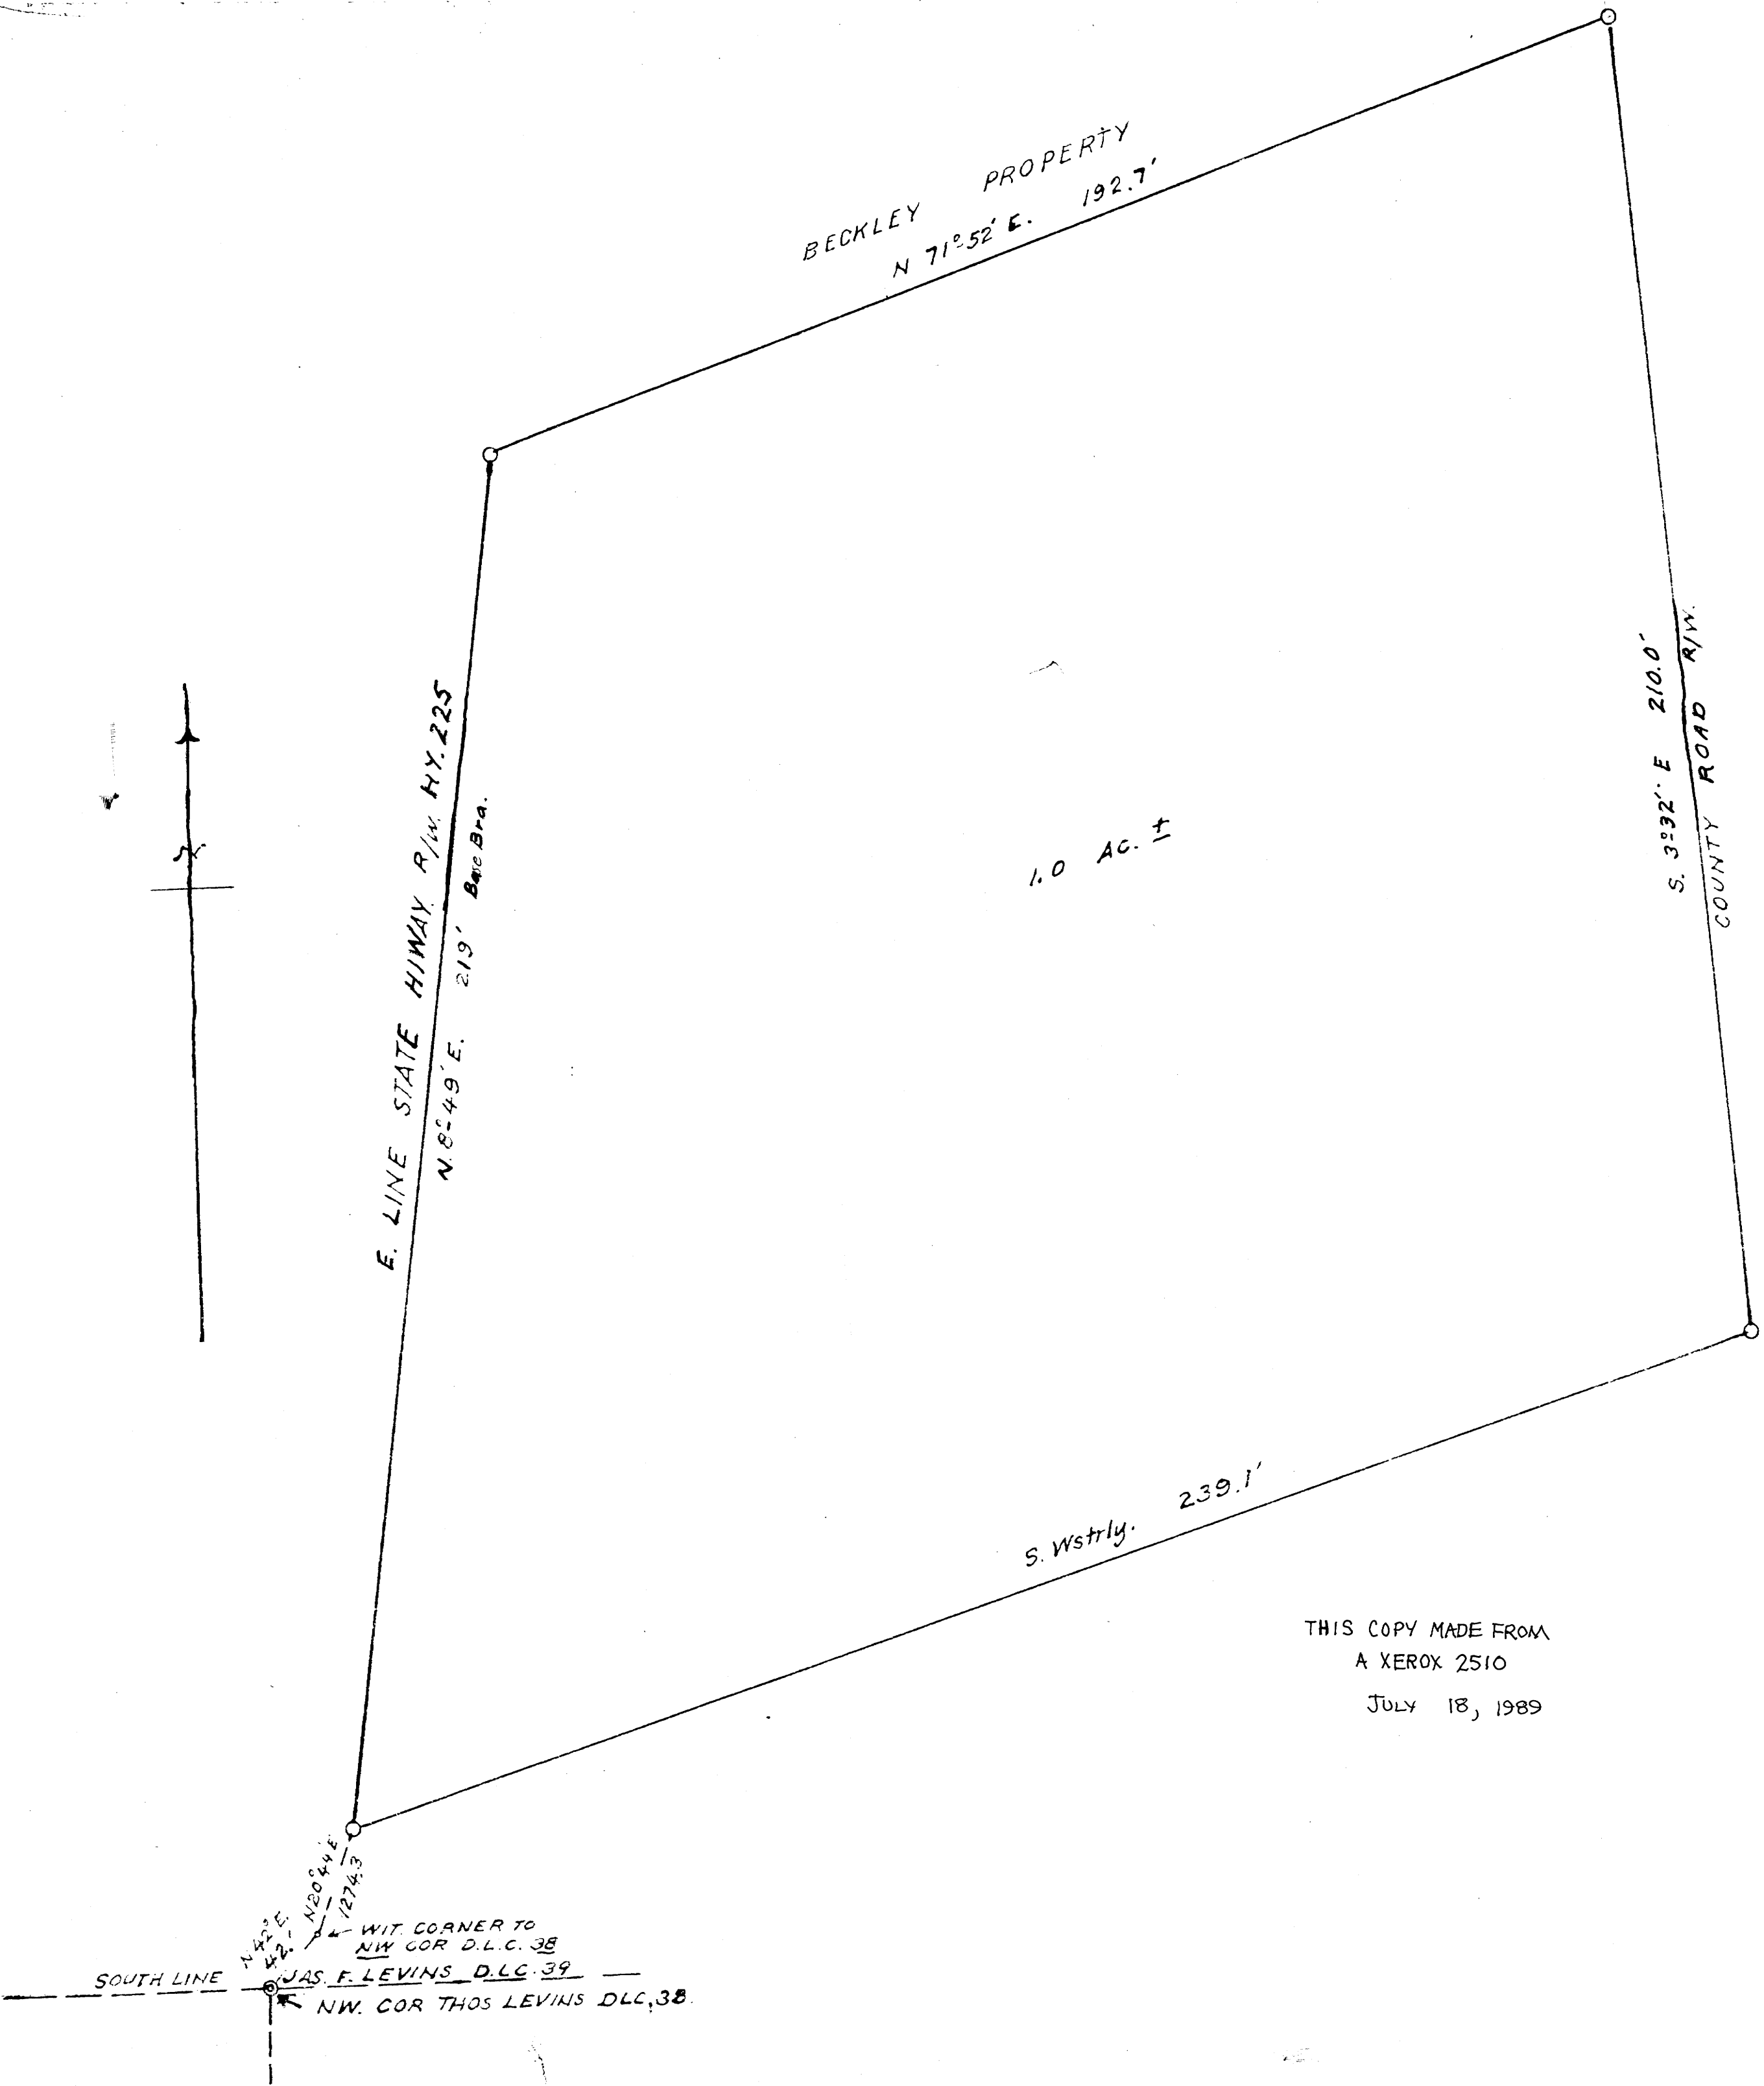 BECKLEY PROPERTY
N 71°52' E. 192.7'
E. LINE STATE HIWAY R/W. HY. 225
N. 8°-49' E. 219' Base Bra.
1.0 AC. ±
S. 3°32' E 210.0'
COUNTY ROAD R/W.
S. Wstrly. 239.1'
THIS COPY MADE FROM
A XEROX 2510
JULY 18, 1989
N20°44'E
1274.3
N 42° E.
42.'
WIT. CORNER TO
NW COR D.L.C. 38
SOUTH LINE JAS. F. LEVINS D.L.C. 39
NW. COR THOS LEVINS DLC, 38.